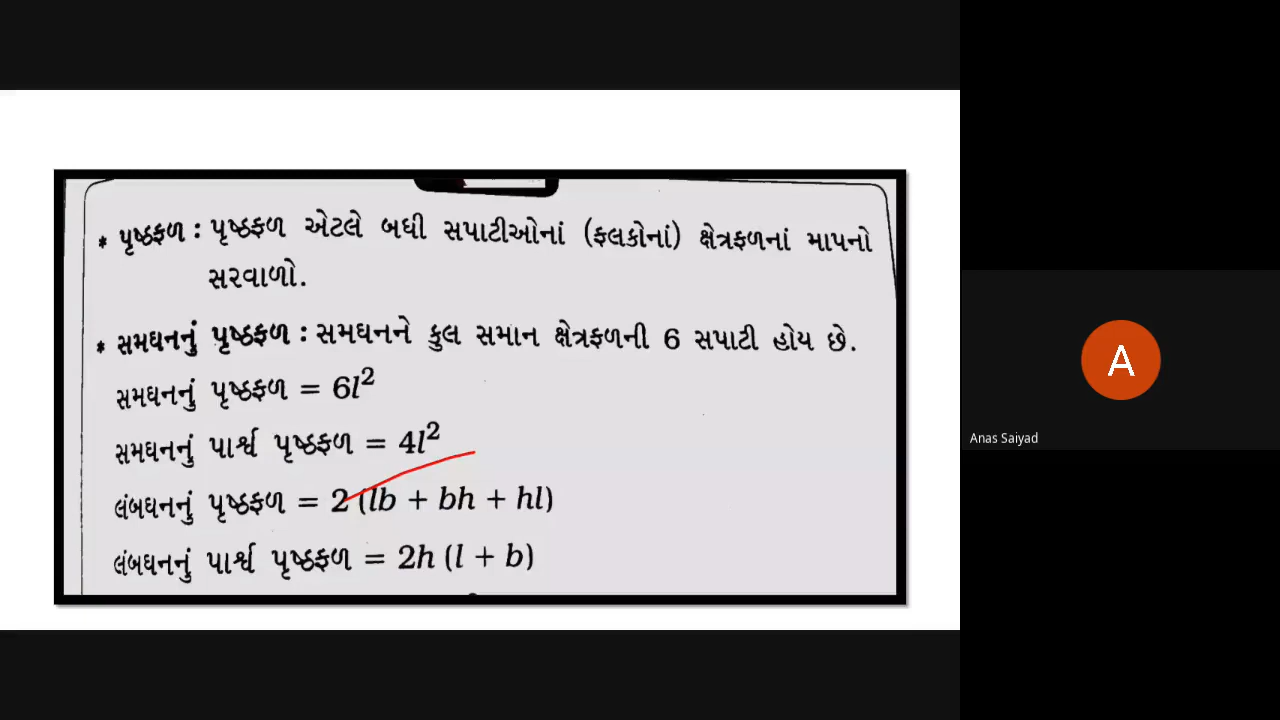 * પૃષ્ઠફળ : પૃષ્ઠફળ એટલે બધી સપાટીઓનાં (ફલકોનાં) ક્ષેત્રફળનાં માપનો
સરવાળો.
* સમઘનનું પૃષ્ઠફળ : સમઘનને કુલ સમાન ક્ષેત્રફળની 6 સપાટી હોય છે.
સમઘનનું પૃષ્ઠફળ = 6l²
સમઘનનું પાર્શ્વ પૃષ્ઠફળ = 4l²
લંબઘનનું પૃષ્ઠફળ = 2 (lb + bh + hl)
લંબઘનનું પાર્શ્વ પૃષ્ઠફળ = 2h (l + b)
A
Anas Saiyad